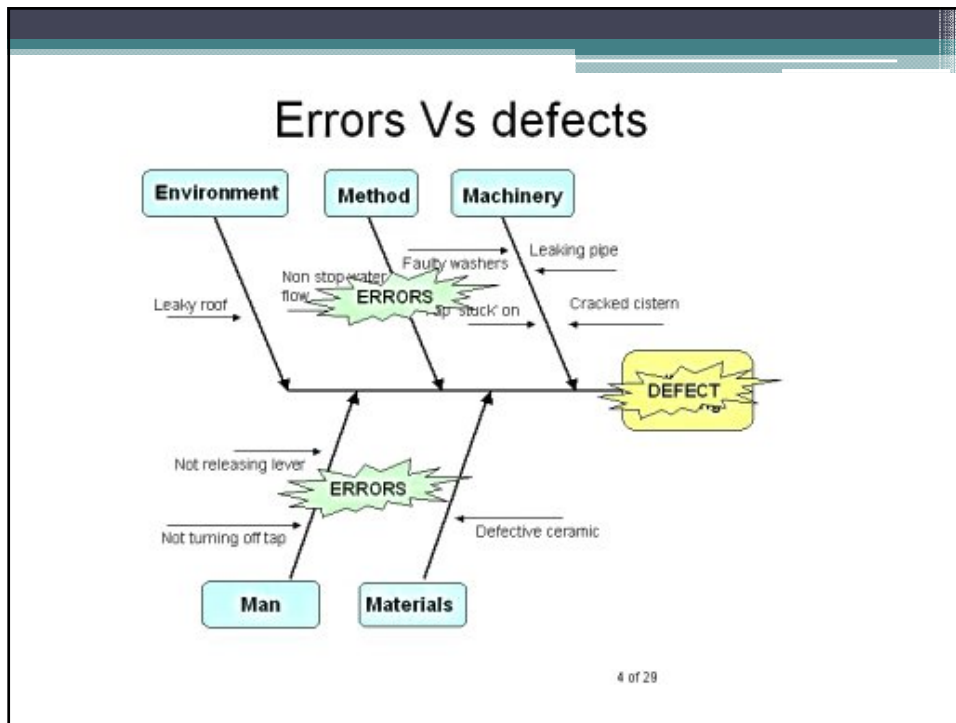 Errors Vs defects
Environment
Method
Machinery
Faulty washers
Leaking pipe
Non stop water
flow
ERRORS
Leaky roof
'stuck' on
Cracked cistern
DEFECT
Not releasing lever
ERRORS
Not turning off tap
Defective ceramic
Man
Materials
4 of 29